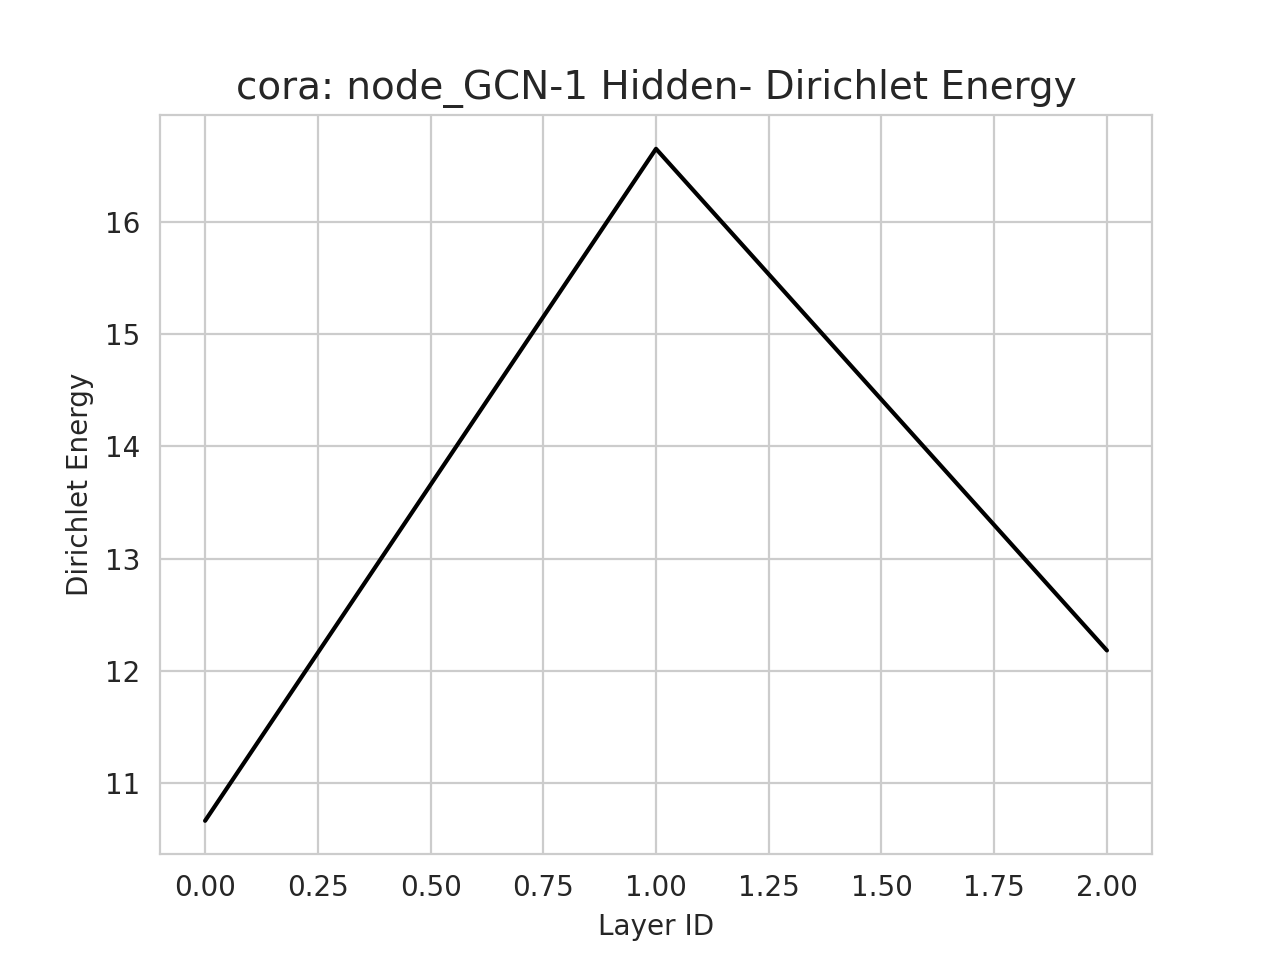 cora: node_GCN-1 Hidden- Dirichlet Energy
Dirichlet Energy
16
15
14
13
12
11
0.00 0.25 0.50 0.75 1.00 1.25 1.50 1.75 2.00
Layer ID